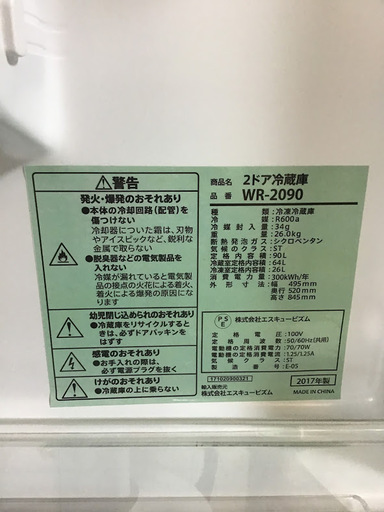 ⚠警告
発火・爆発のおそれあり
●本体の冷却回路(配管)を
傷つけない
冷却器についた霜は、刃物
やアイスピックなど、鋭利な
金属で取らない
●脱臭器などの電気製品を
入れない
冷媒が漏れていると電気製
品の接点の火花による着火、
着火による爆発の原因に
なります
幼児閉じ込められのおそれあり
●冷蔵庫をリサイクルすると
きは、必ずドアパッキンを
はずす
感電のおそれあり
●お手入れの際は、
必ず電源プラグを抜く
けがのおそれあり
●冷蔵庫の上に乗らない
商品名 2ドア冷蔵庫
品番 WR-2090
種類:冷凍冷蔵庫
冷媒:R600a
冷媒封入量:34g
重量:26.0kg
断熱発泡ガス:シクロペンタン
気候クラス:ST
定格内容積:90L
冷蔵室定格内容積:64L
冷凍室定格内容積:26L
消費電力量:300kWh/年
外形寸法:幅 495mm
奥行 520mm
高さ 845mm
PSE 株式会社エスキュービズム
定格電圧:100V
定格周波数:50/60Hz(共用)
電動機の定格消費電力:70/70W
電動機の定格消費電流:1.25/1.25A
気候クラス:ST
製造番号:E-05
171020900321
2017年製
輸入販売元
株式会社エスキュービズム
MADE IN CHINA